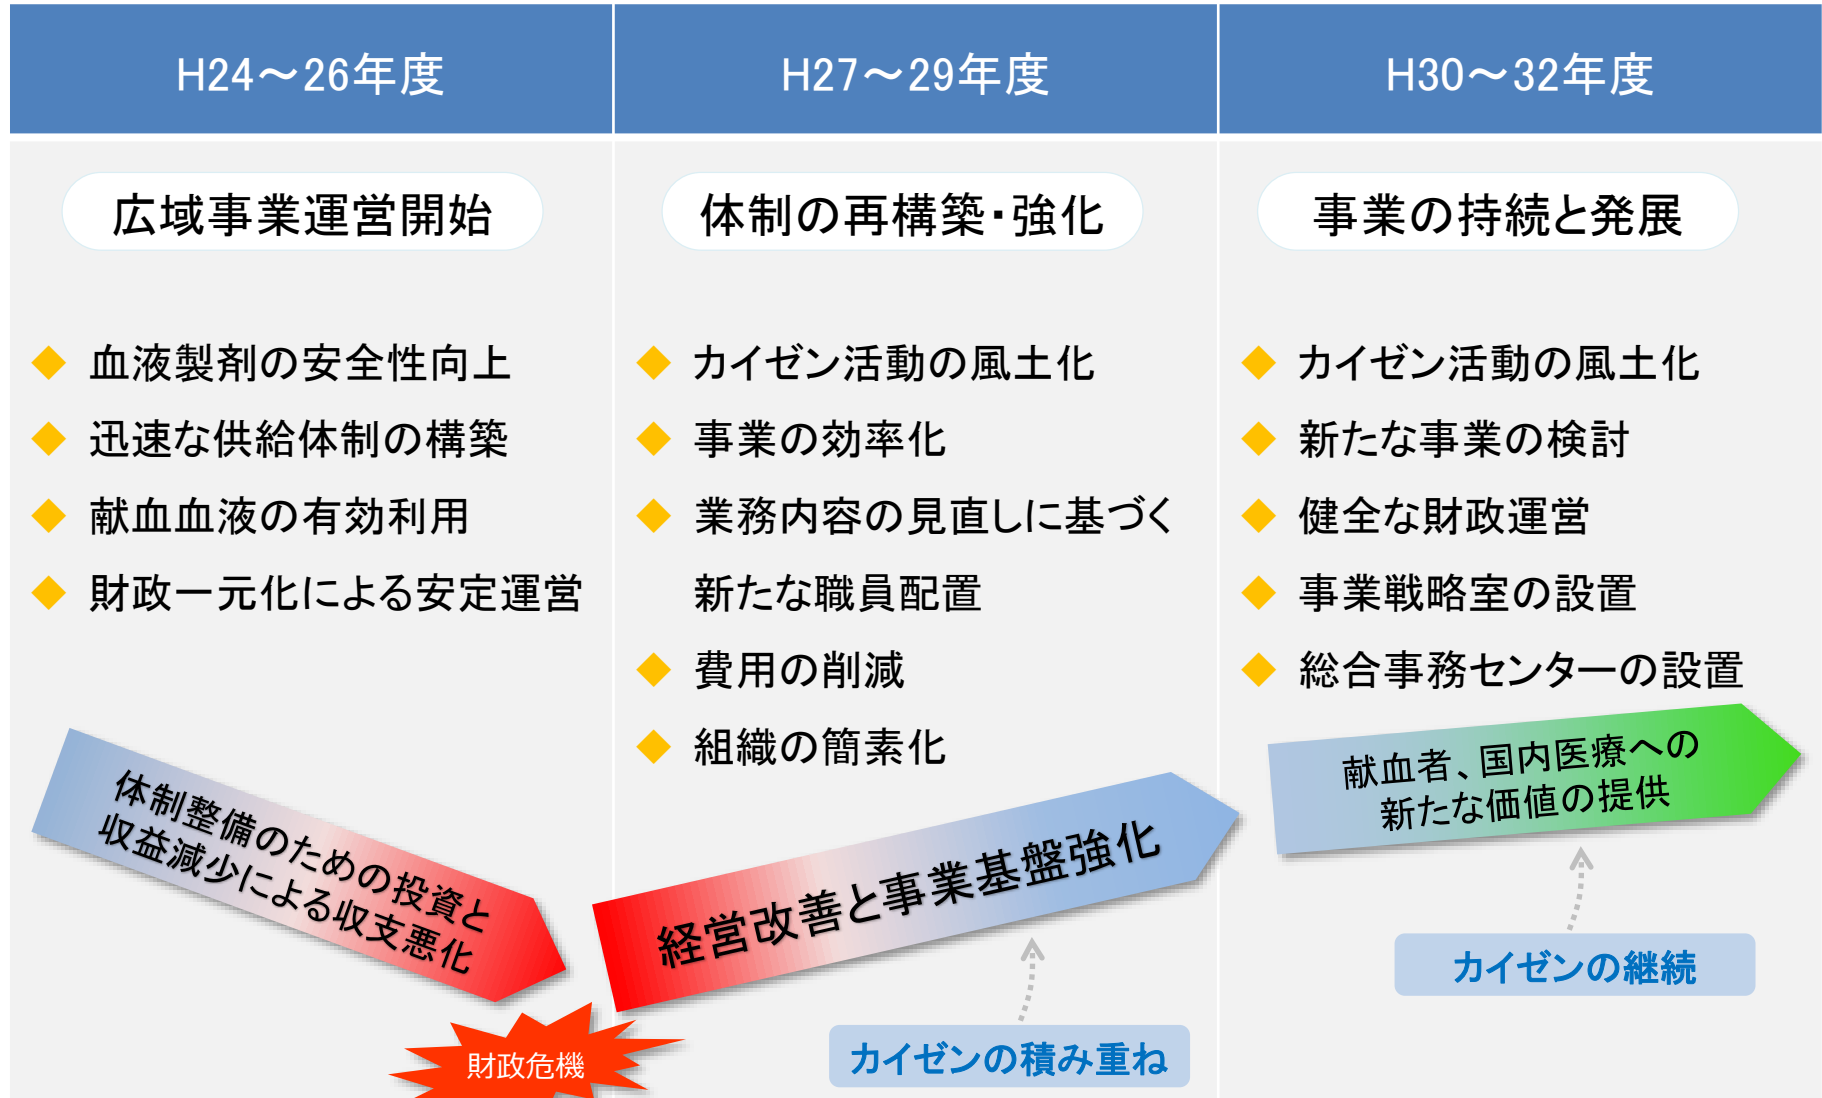 H24～26年度
H27～29年度
H30～32年度
広域事業運営開始
血液製剤の安全性向上
迅速な供給体制の構築
献血血液の有効利用
財政一元化による安定運営
体制整備のための投資と
収益減少による収支悪化
財政危機
体制の再構築・強化
カイゼン活動の風土化
事業の効率化
業務内容の見直しに基づく
新たな職員配置
費用の削減
組織の簡素化
経営改善と事業基盤強化
カイゼンの積み重ね
事業の持続と発展
カイゼン活動の風土化
新たな事業の検討
健全な財政運営
事業戦略室の設置
総合事務センターの設置
献血者、国内医療への
新たな価値の提供
カイゼンの継続